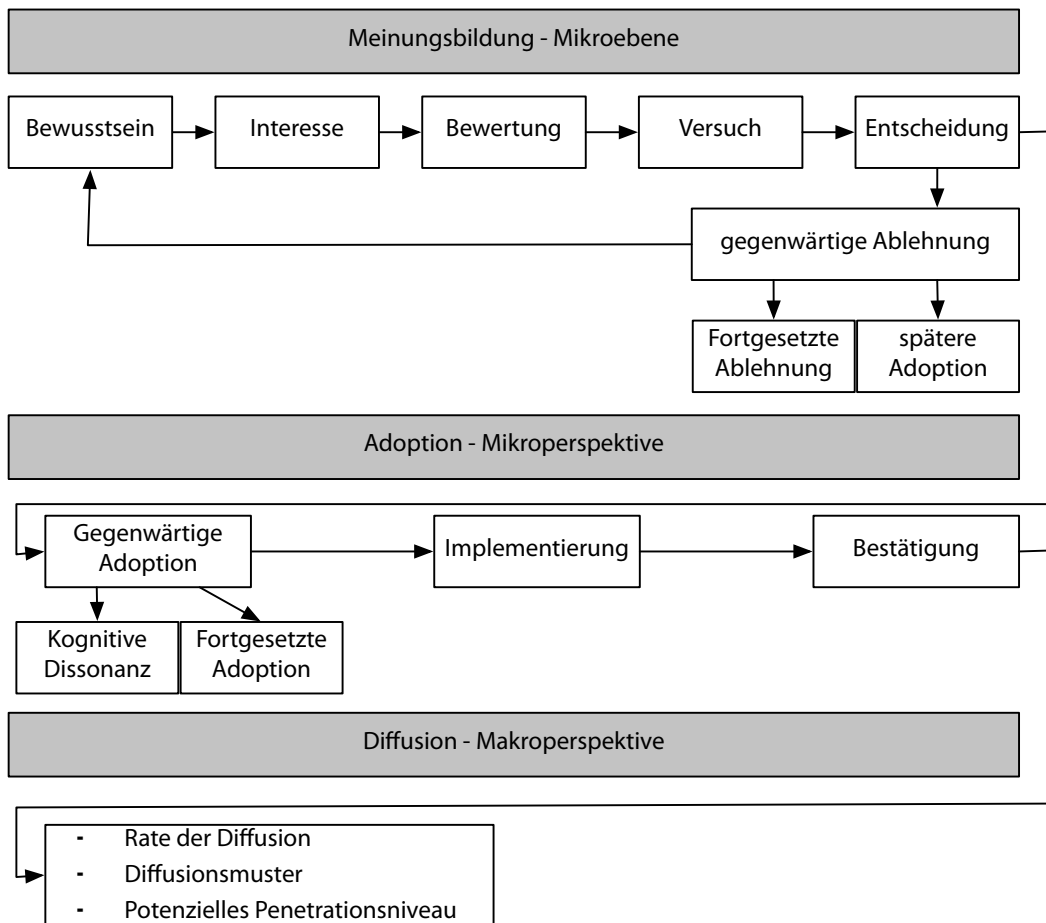 Meinungsbildung - Mikroebene
Bewusstsein
Interesse
Bewertung
Versuch
Entscheidung
gegenwärtige Ablehnung
Fortgesetzte
Ablehnung
spätere
Adoption
Adoption - Mikroperspektive
Gegenwärtige
Adoption
Implementierung
Bestätigung
Kognitive
Dissonanz
Fortgesetzte
Adoption
Diffusion - Makroperspektive
- Rate der Diffusion
- Diffusionsmuster
- Potenzielles Penetrationsniveau